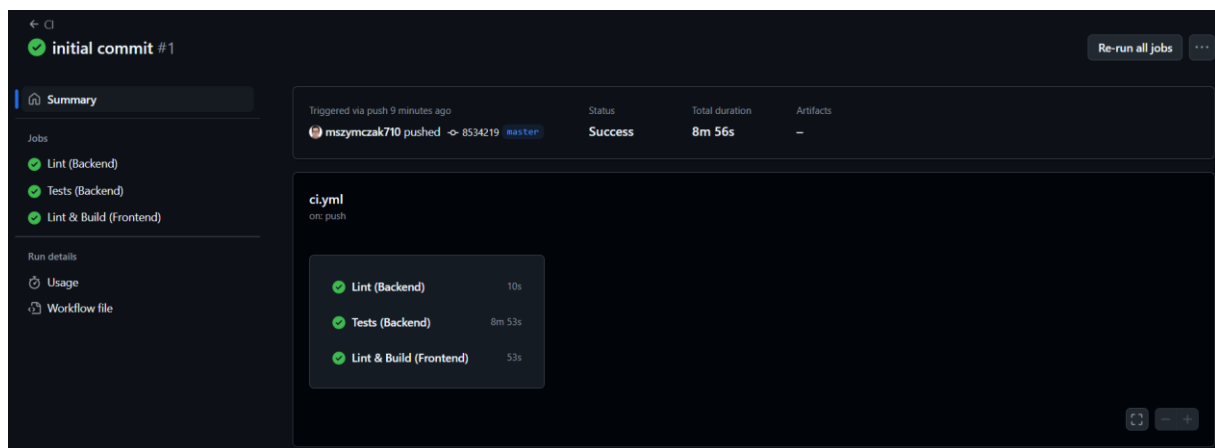 ← CI
initial commit #1
Re-run all jobs
...
Summary
Jobs
Lint (Backend)
Tests (Backend)
Lint & Build (Frontend)
Run details
Usage
Workflow file
Triggered via push 9 minutes ago
mszymczak710 pushed 8534219 master
Status
Success
Total duration
8m 56s
Artifacts
–
ci.yml
on: push
Lint (Backend) 10s
Tests (Backend) 8m 53s
Lint & Build (Frontend) 53s